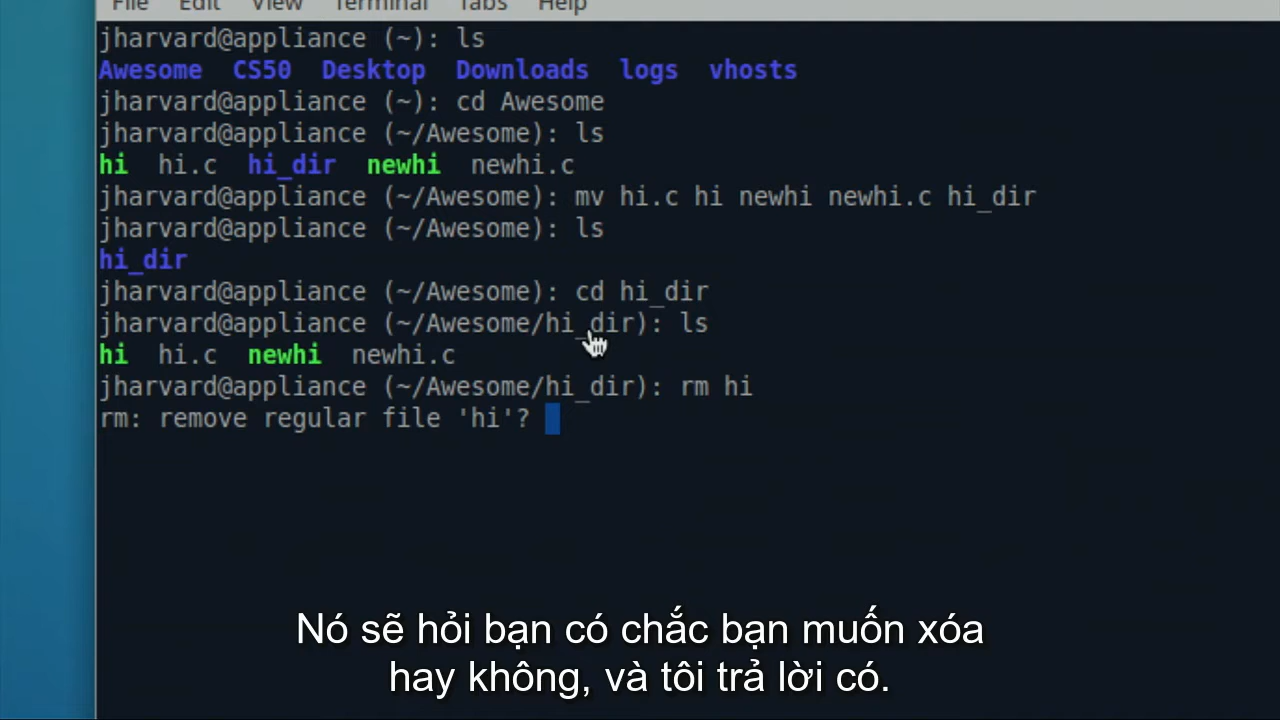 File Edit View Terminal Tabs Help
jharvard@appliance (~): ls
Awesome CS50 Desktop Downloads logs vhosts
jharvard@appliance (~): cd Awesome
jharvard@appliance (~/Awesome): ls
hi hi.c hi_dir newhi newhi.c
jharvard@appliance (~/Awesome): mv hi.c hi newhi newhi.c hi_dir
jharvard@appliance (~/Awesome): ls
hi_dir
jharvard@appliance (~/Awesome): cd hi_dir
jharvard@appliance (~/Awesome/hi_dir): ls
hi hi.c newhi newhi.c
jharvard@appliance (~/Awesome/hi_dir): rm hi
rm: remove regular file 'hi'?
Nó sẽ hỏi bạn có chắc bạn muốn xóa
hay không, và tôi trả lời có.